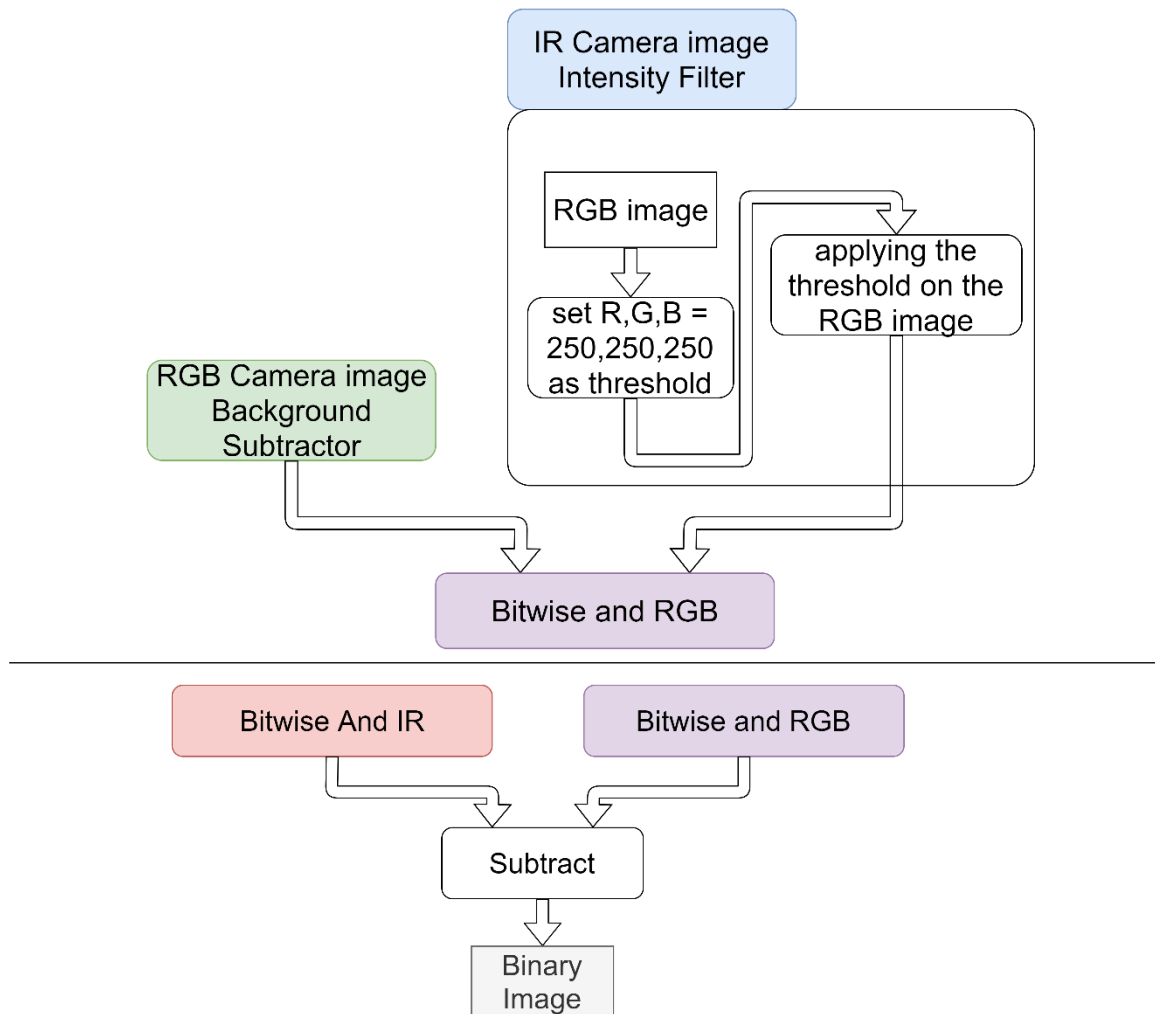 IR Camera image
Intensity Filter
RGB image
applying the
threshold on the
RGB image
set R,G,B =
250,250,250
as threshold
RGB Camera image
Background
Subtractor
Bitwise and RGB
Bitwise And IR
Bitwise and RGB
Subtract
Binary
Image